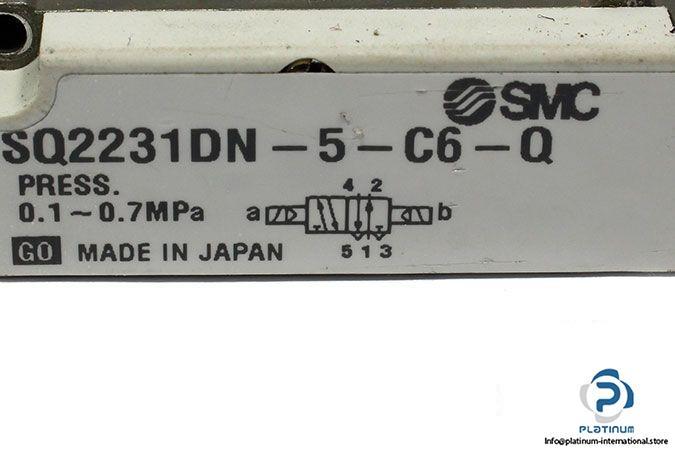 SMC
SQ2231DN-5-C6-Q
PRESS.
0.1~0.7MPa
4 2
a b
5 1 3
GO MADE IN JAPAN
PLATINUM
Info@platinum-international.store